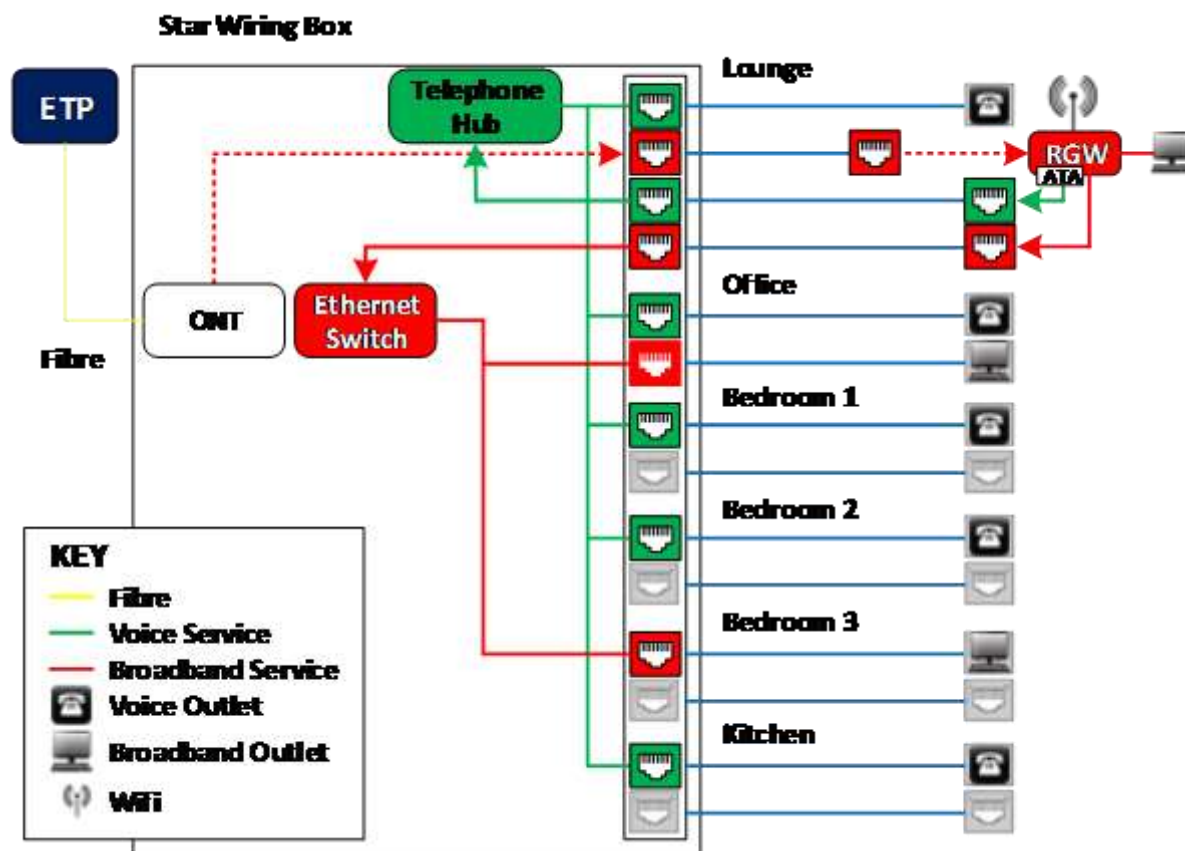 Star Wiring Box
ETP
Telephone
Hub
Lounge
RGW
ATA
ONT
Ethernet
Switch
Office
Fibre
Bedroom 1
Bedroom 2
Bedroom 3
Kitchen
KEY
Fibre
Voice Service
Broadband Service
Voice Outlet
Broadband Outlet
WiFi